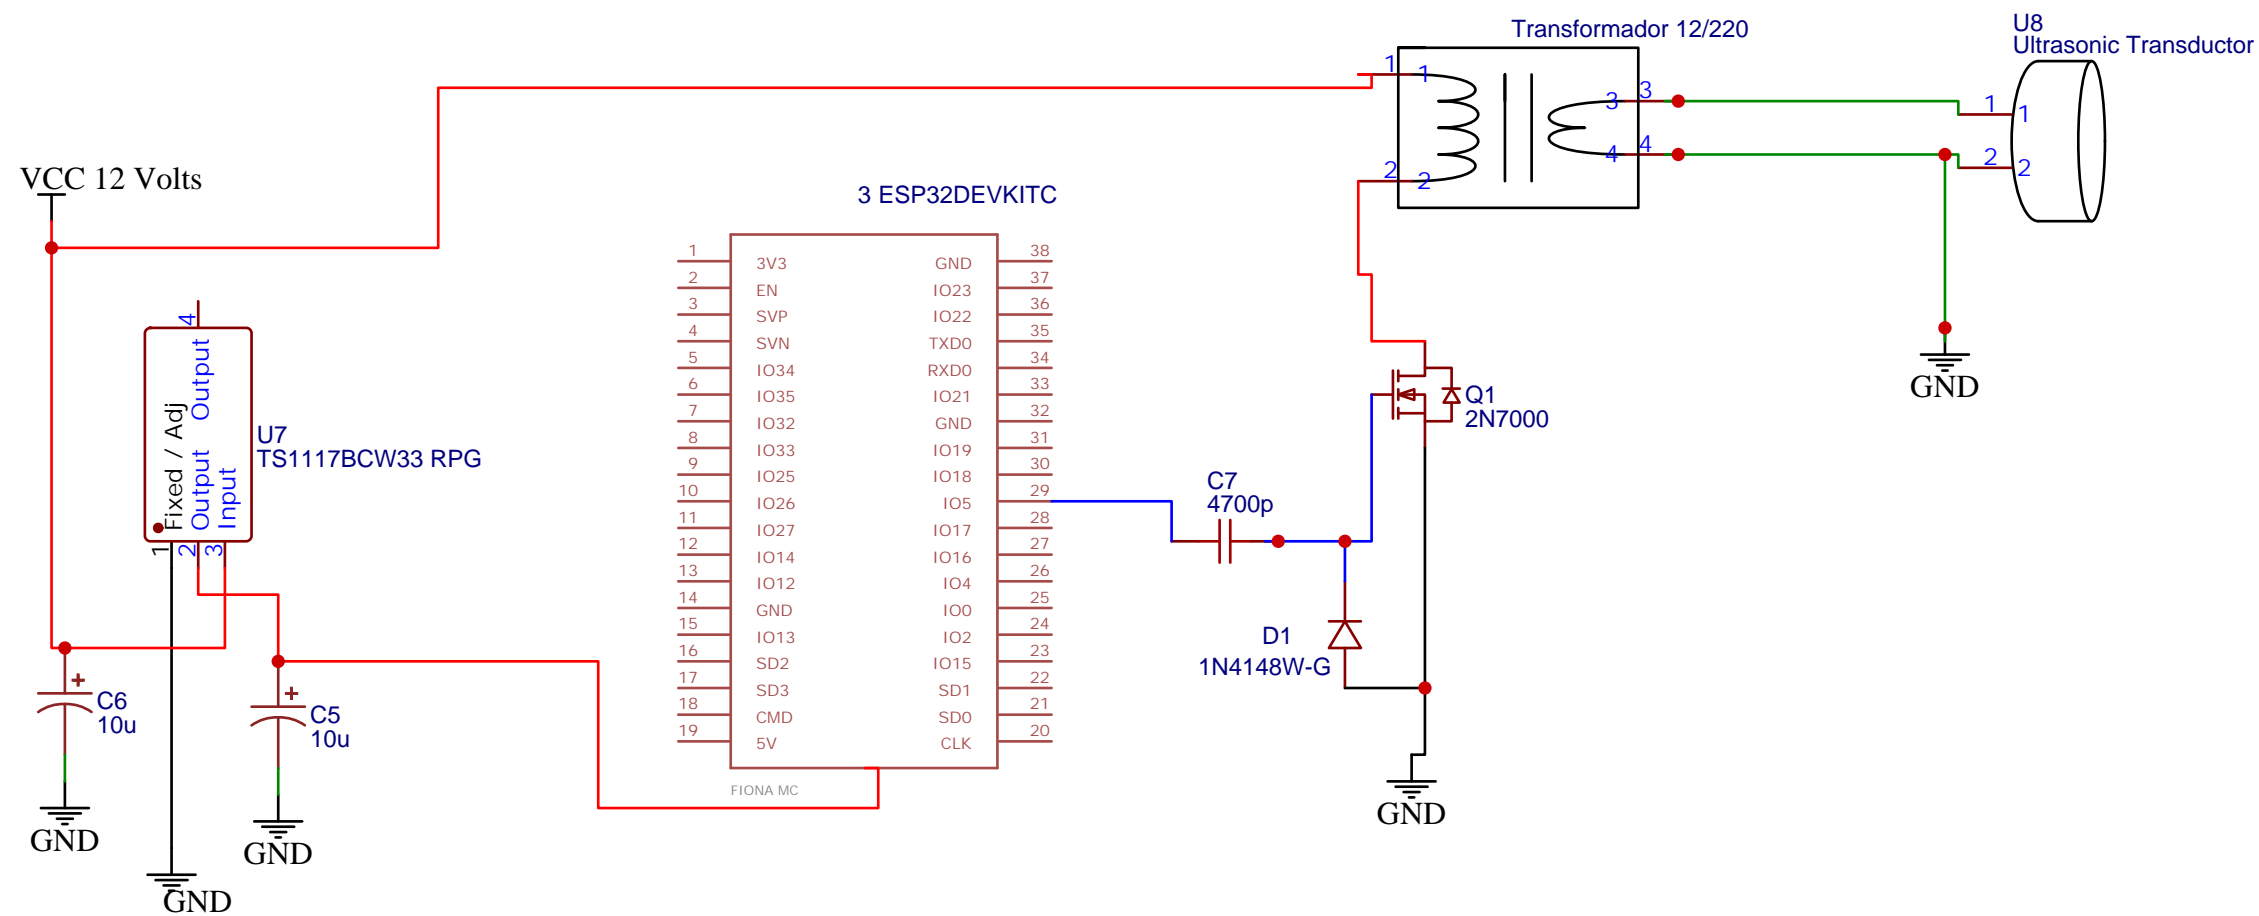 Transformador 12/220
1
1
2
2
3
3
4
4
U8
Ultrasonic Transductor
1
1
2
2
GND
VCC 12 Volts
3 ESP32DEVKITC
1 3V3 GND 38
2 EN IO23 37
3 SVP IO22 36
4 SVN TXD0 35
5 IO34 RXD0 34
6 IO35 IO21 33
7 IO32 GND 32
8 IO33 IO19 31
9 IO25 IO18 30
10 IO26 IO5 29
11 IO27 IO17 28
12 IO14 IO16 27
13 IO12 IO4 26
14 GND IO0 25
15 IO13 IO2 24
16 SD2 IO15 23
17 SD3 SD1 22
18 CMD SD0 21
19 5V CLK 20
FIONA MC
4
Output
Fixed / Adj
Output
Input
1
2
3
U7
TS1117BCW33 RPG
+
C6
10u
GND
+
C5
10u
GND
GND
Q1
2N7000
C7
4700p
D1
1N4148W-G
GND